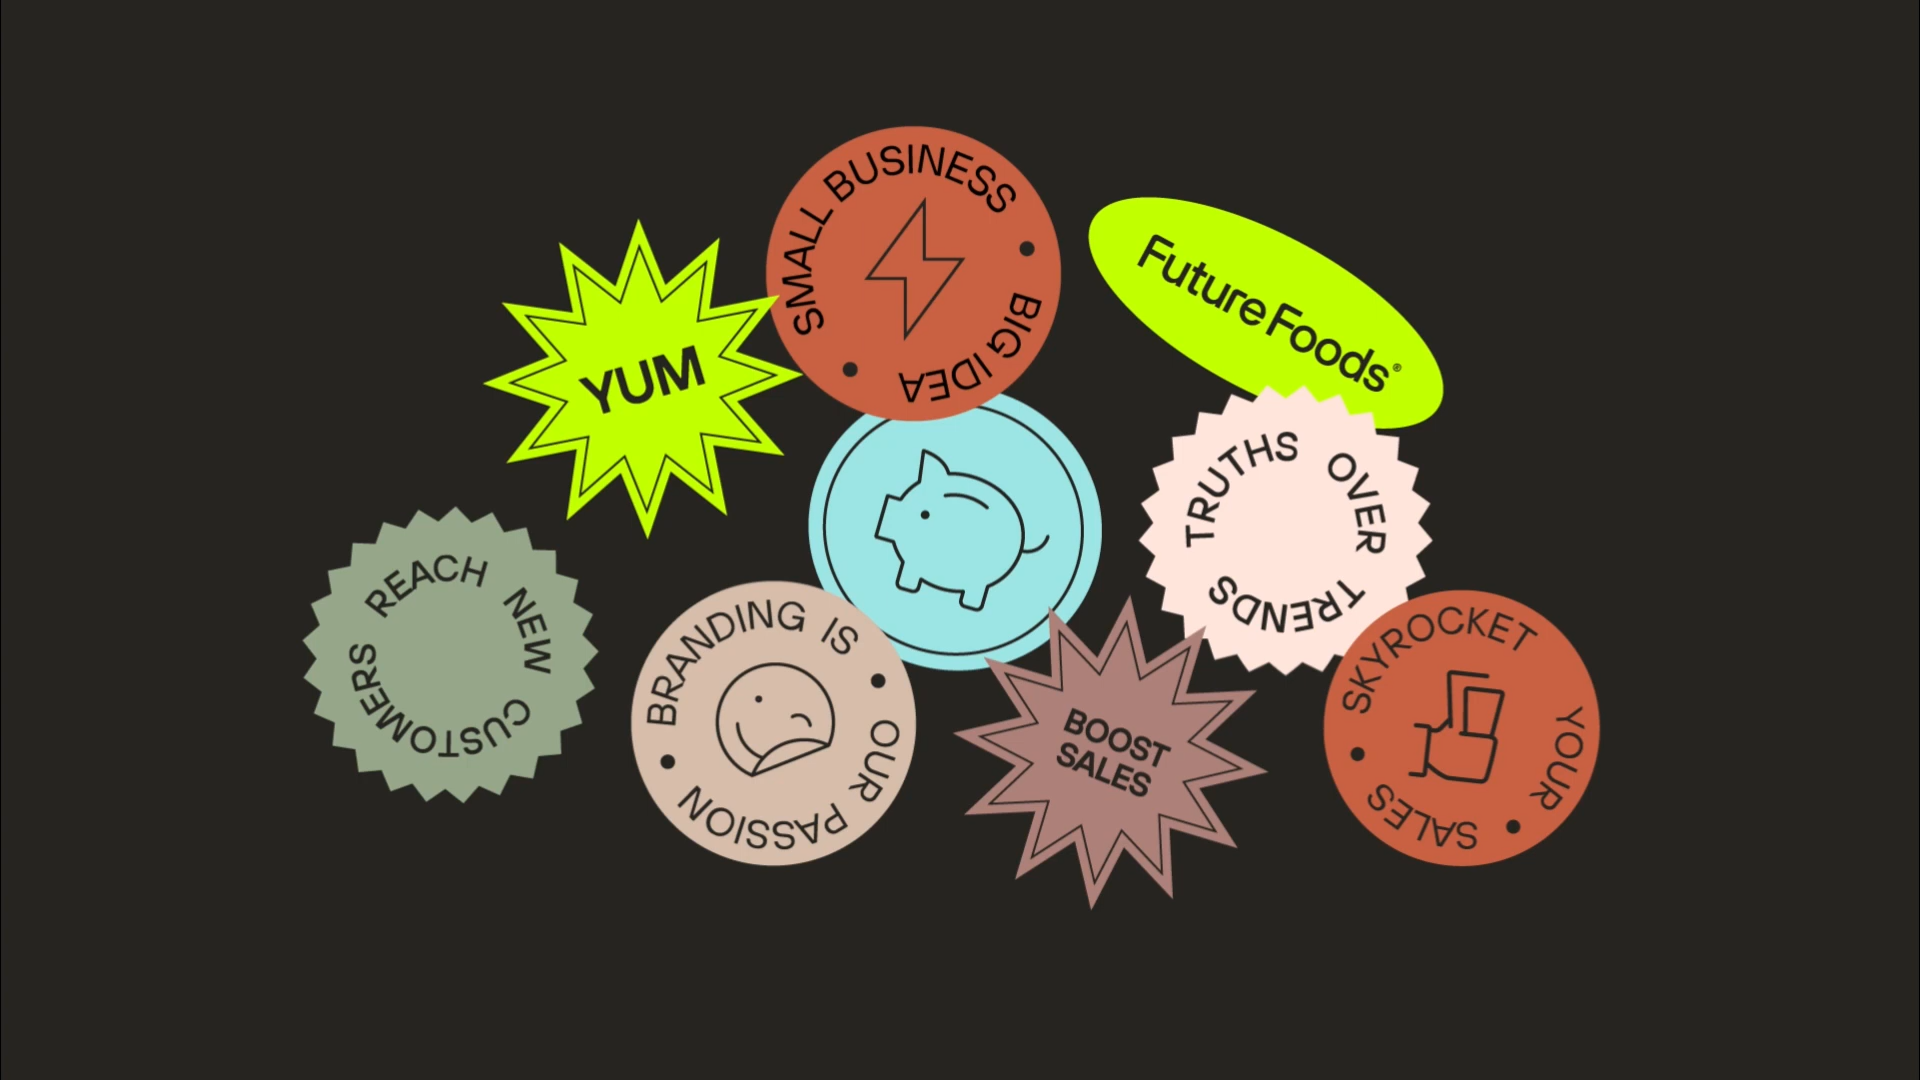 SMALL BUSINESS
BIG IDEA
FutureFoods®
YUM
TRUTHS OVER TRENDS
REACH NEW CUSTOMERS
BRANDING IS
OUR PASSION
SKYROCKET
YOUR
SALES
BOOST
SALES